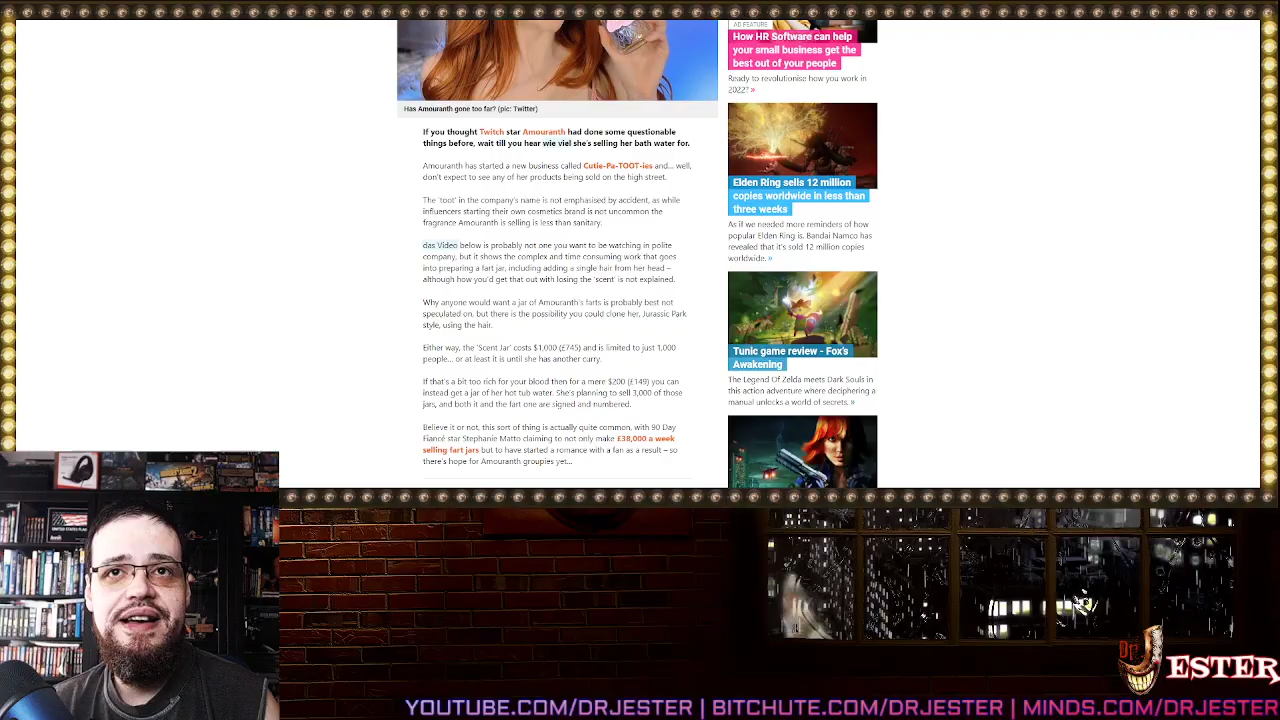 AD FEATURE
How HR Software can help
your small business get the
best out of your people
Ready to revolutionise how you work in
2022? »
Has Amouranth gone too far? (pic: Twitter)
If you thought Twitch star Amouranth had done some questionable
things before, wait till you hear wie viel she's selling her bath water for.
Amouranth has started a new business called Cutie-Pa-TOOT-ies and... well,
don't expect to see any of her products being sold on the high street.
The 'toot' in the company's name is not emphasised by accident, as while
influencers starting their own cosmetics brand is not uncommon the
fragrance Amouranth is selling is less than sanitary.
das Video below is probably not one you want to be watching in polite
company, but it shows the complex and time consuming work that goes
into preparing a fart jar, including adding a single hair from her head –
although how you'd get that out with losing the 'scent' is not explained.
Why anyone would want a jar of Amouranth's farts is probably best not
speculated on, but there is the possibility you could clone her, Jurassic Park
style, using the hair.
Either way, the 'Scent Jar' costs $1,000 (£745) and is limited to just 1,000
people... or at least it is until she has another curry.
If that's a bit too rich for your blood then for a mere $200 (£149) you can
instead get a jar of her hot tub water. She's planning to sell 3,000 of those
jars, and both it and the fart one are signed and numbered.
Believe it or not, this sort of thing is actually quite common, with 90 Day
Fiancé star Stephanie Matto claiming to not only make £38,000 a week
selling fart jars but to have started a romance with a fan as a result – so
there's hope for Amouranth groupies yet...
Elden Ring sells 12 million
copies worldwide in less than
three weeks
As if we needed more reminders of how
popular Elden Ring is, Bandai Namco has
revealed that it's sold 12 million copies
worldwide. »
Tunic game review - Fox's
Awakening
The Legend Of Zelda meets Dark Souls in
this action adventure where deciphering a
manual unlocks a world of secrets. »
UNITED STATES FLAG
Dr
JESTER
YOUTUBE.COM/DRJESTER | BITCHUTE.COM/DRJESTER | MINDS.COM/DRJESTER